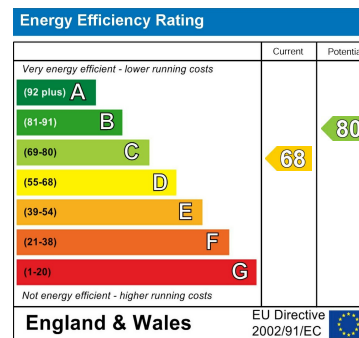 Energy Efficiency Rating
Current
Potentia
Very energy efficient - lower running costs
(92 plus) A
(81-91) B
(69-80) C
(55-68) D
(39-54) E
(21-38) F
(1-20) G
68
80
Not energy efficient - higher running costs
England & Wales
EU Directive
2002/91/EC